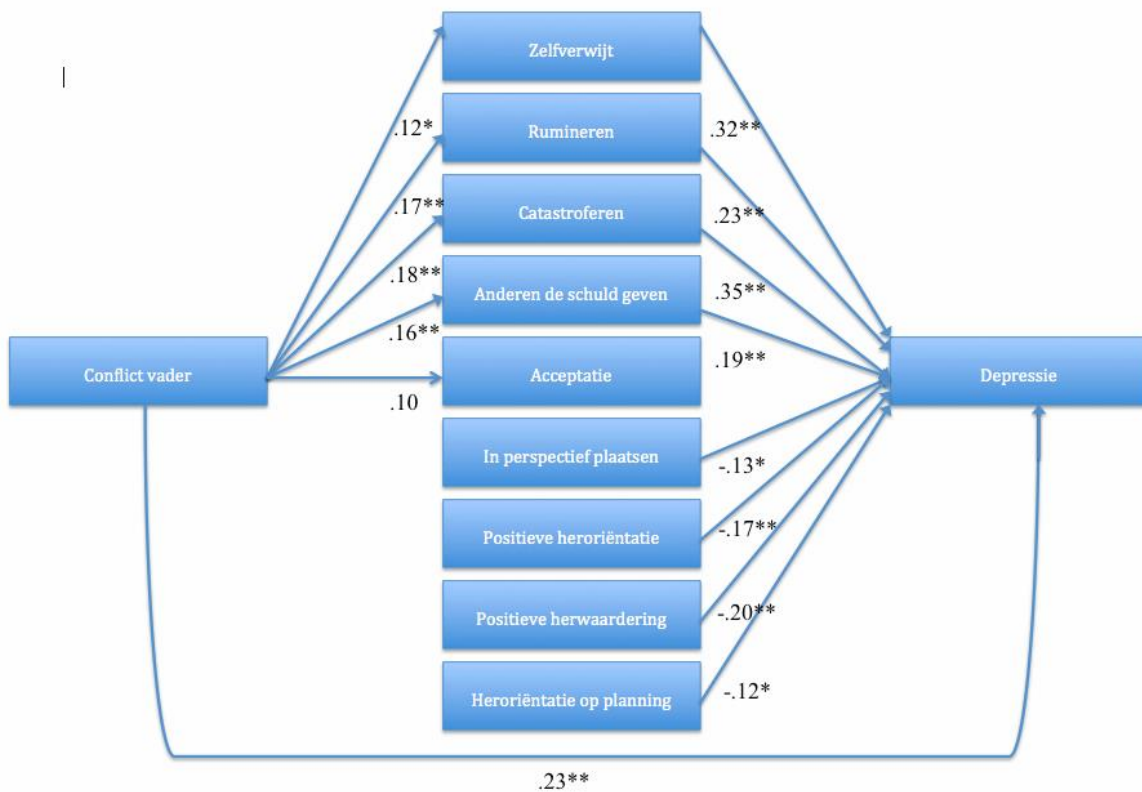 Zelfverwijt
.12*
Rumineren
.32**
.17**
Catastroferen
.23**
.18**
Anderen de schuld geven
.35**
.16**
Conflict vader
Acceptatie
.19**
Depressie
.10
In perspectief plaatsen
-.13*
Positieve heroriëntatie
-.17**
Positieve herwaardering
-.20**
Heroriëntatie op planning
-.12*
.23**